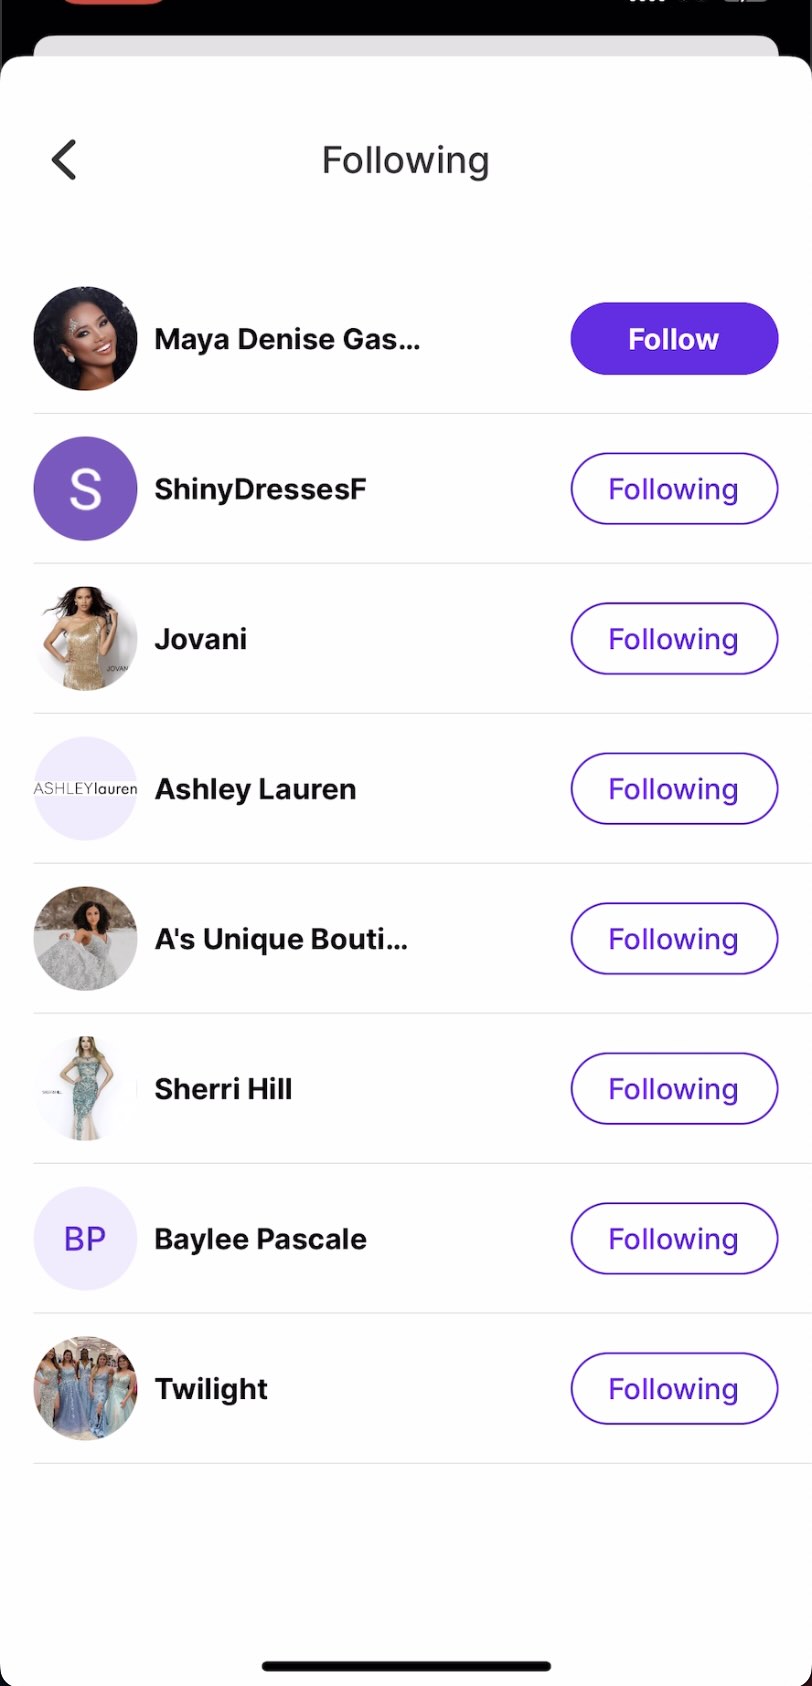 Following
Maya Denise Gas...
Follow
S
ShinyDressesF
Following
JOVANI
Jovani
Following
ASHLEYlauren
Ashley Lauren
Following
A's Unique Bouti...
Following
Sherri Hill
Following
BP
Baylee Pascale
Following
Twilight
Following